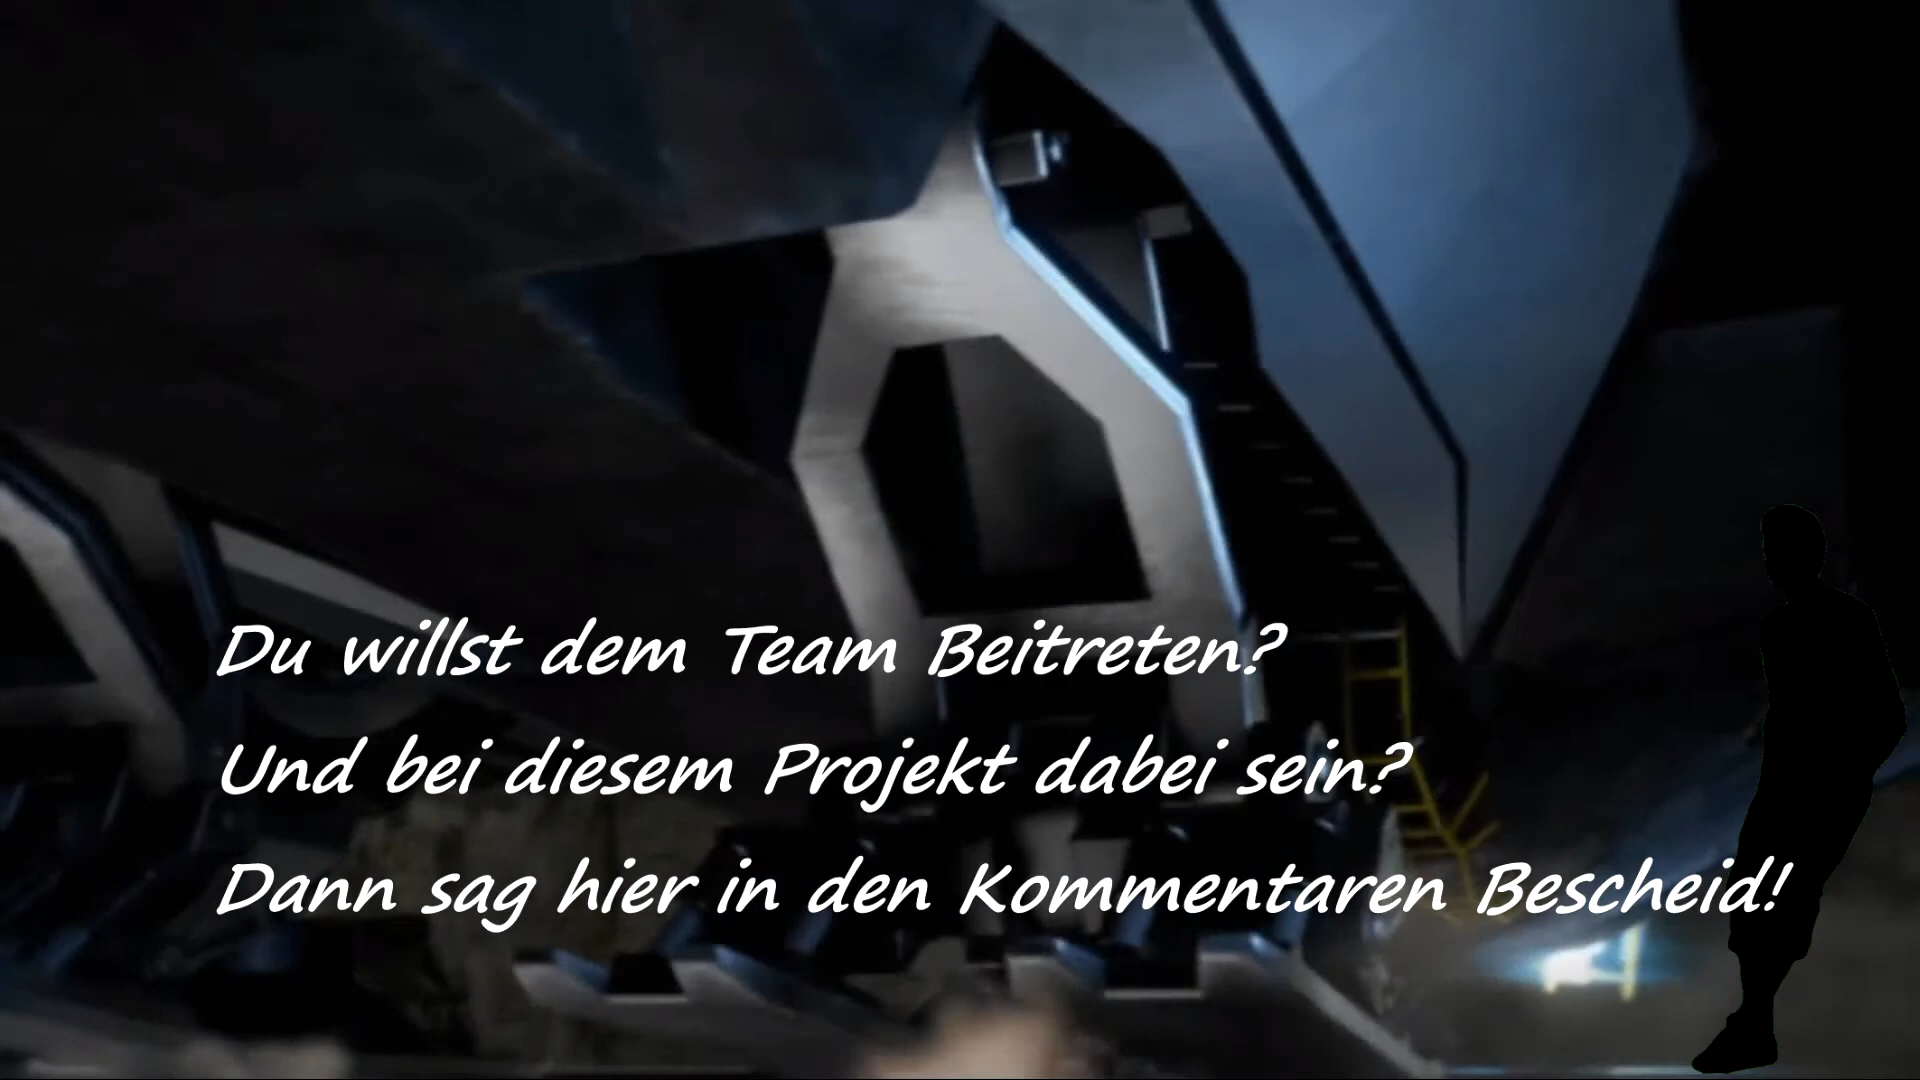 Du willst dem Team Beitreten?
Und bei diesem Projekt dabei sein?
Dann sag hier in den Kommentaren Bescheid!